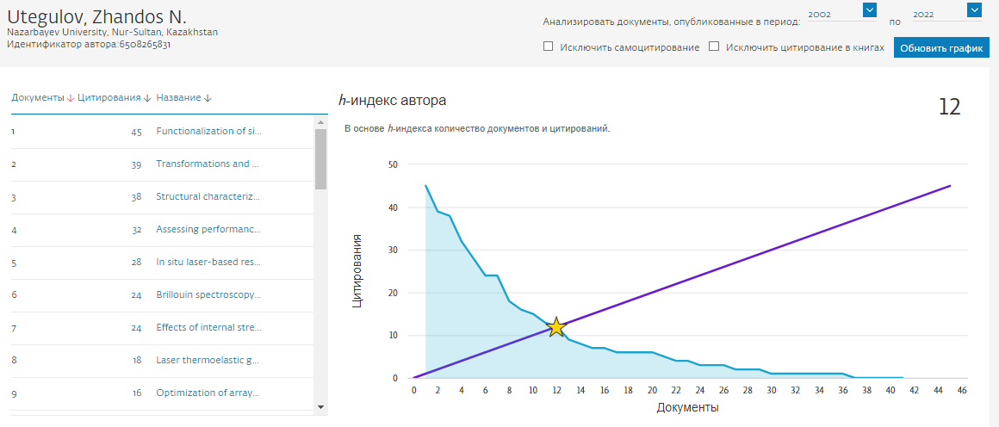 Utegulov, Zhandos N.
Nazarbayev University, Nur-Sultan, Kazakhstan
Идентификатор автора:6508265831
Анализировать документы, опубликованные в период: 2002 по 2022
Исключить самоцитирование Исключить цитирование в книгах Обновить график
Документы Цитирования Название
1 45 Functionalization of si...
2 39 Transformations and ...
3 38 Structural characteriz...
4 32 Assessing performanc...
5 28 In situ laser-based res...
6 24 Brillouin spectroscopy...
7 24 Effects of internal stre...
8 18 Laser thermoelastic g...
9 16 Optimization of array...
h-индекс автора
12
В основе h-индекса количество документов и цитирований.
Цитирования
50
40
30
20
10
0
0 2 4 6 8 10 12 14 16 18 20 22 24 26 28 30 32 34 36 38 40 42 44 46
Документы